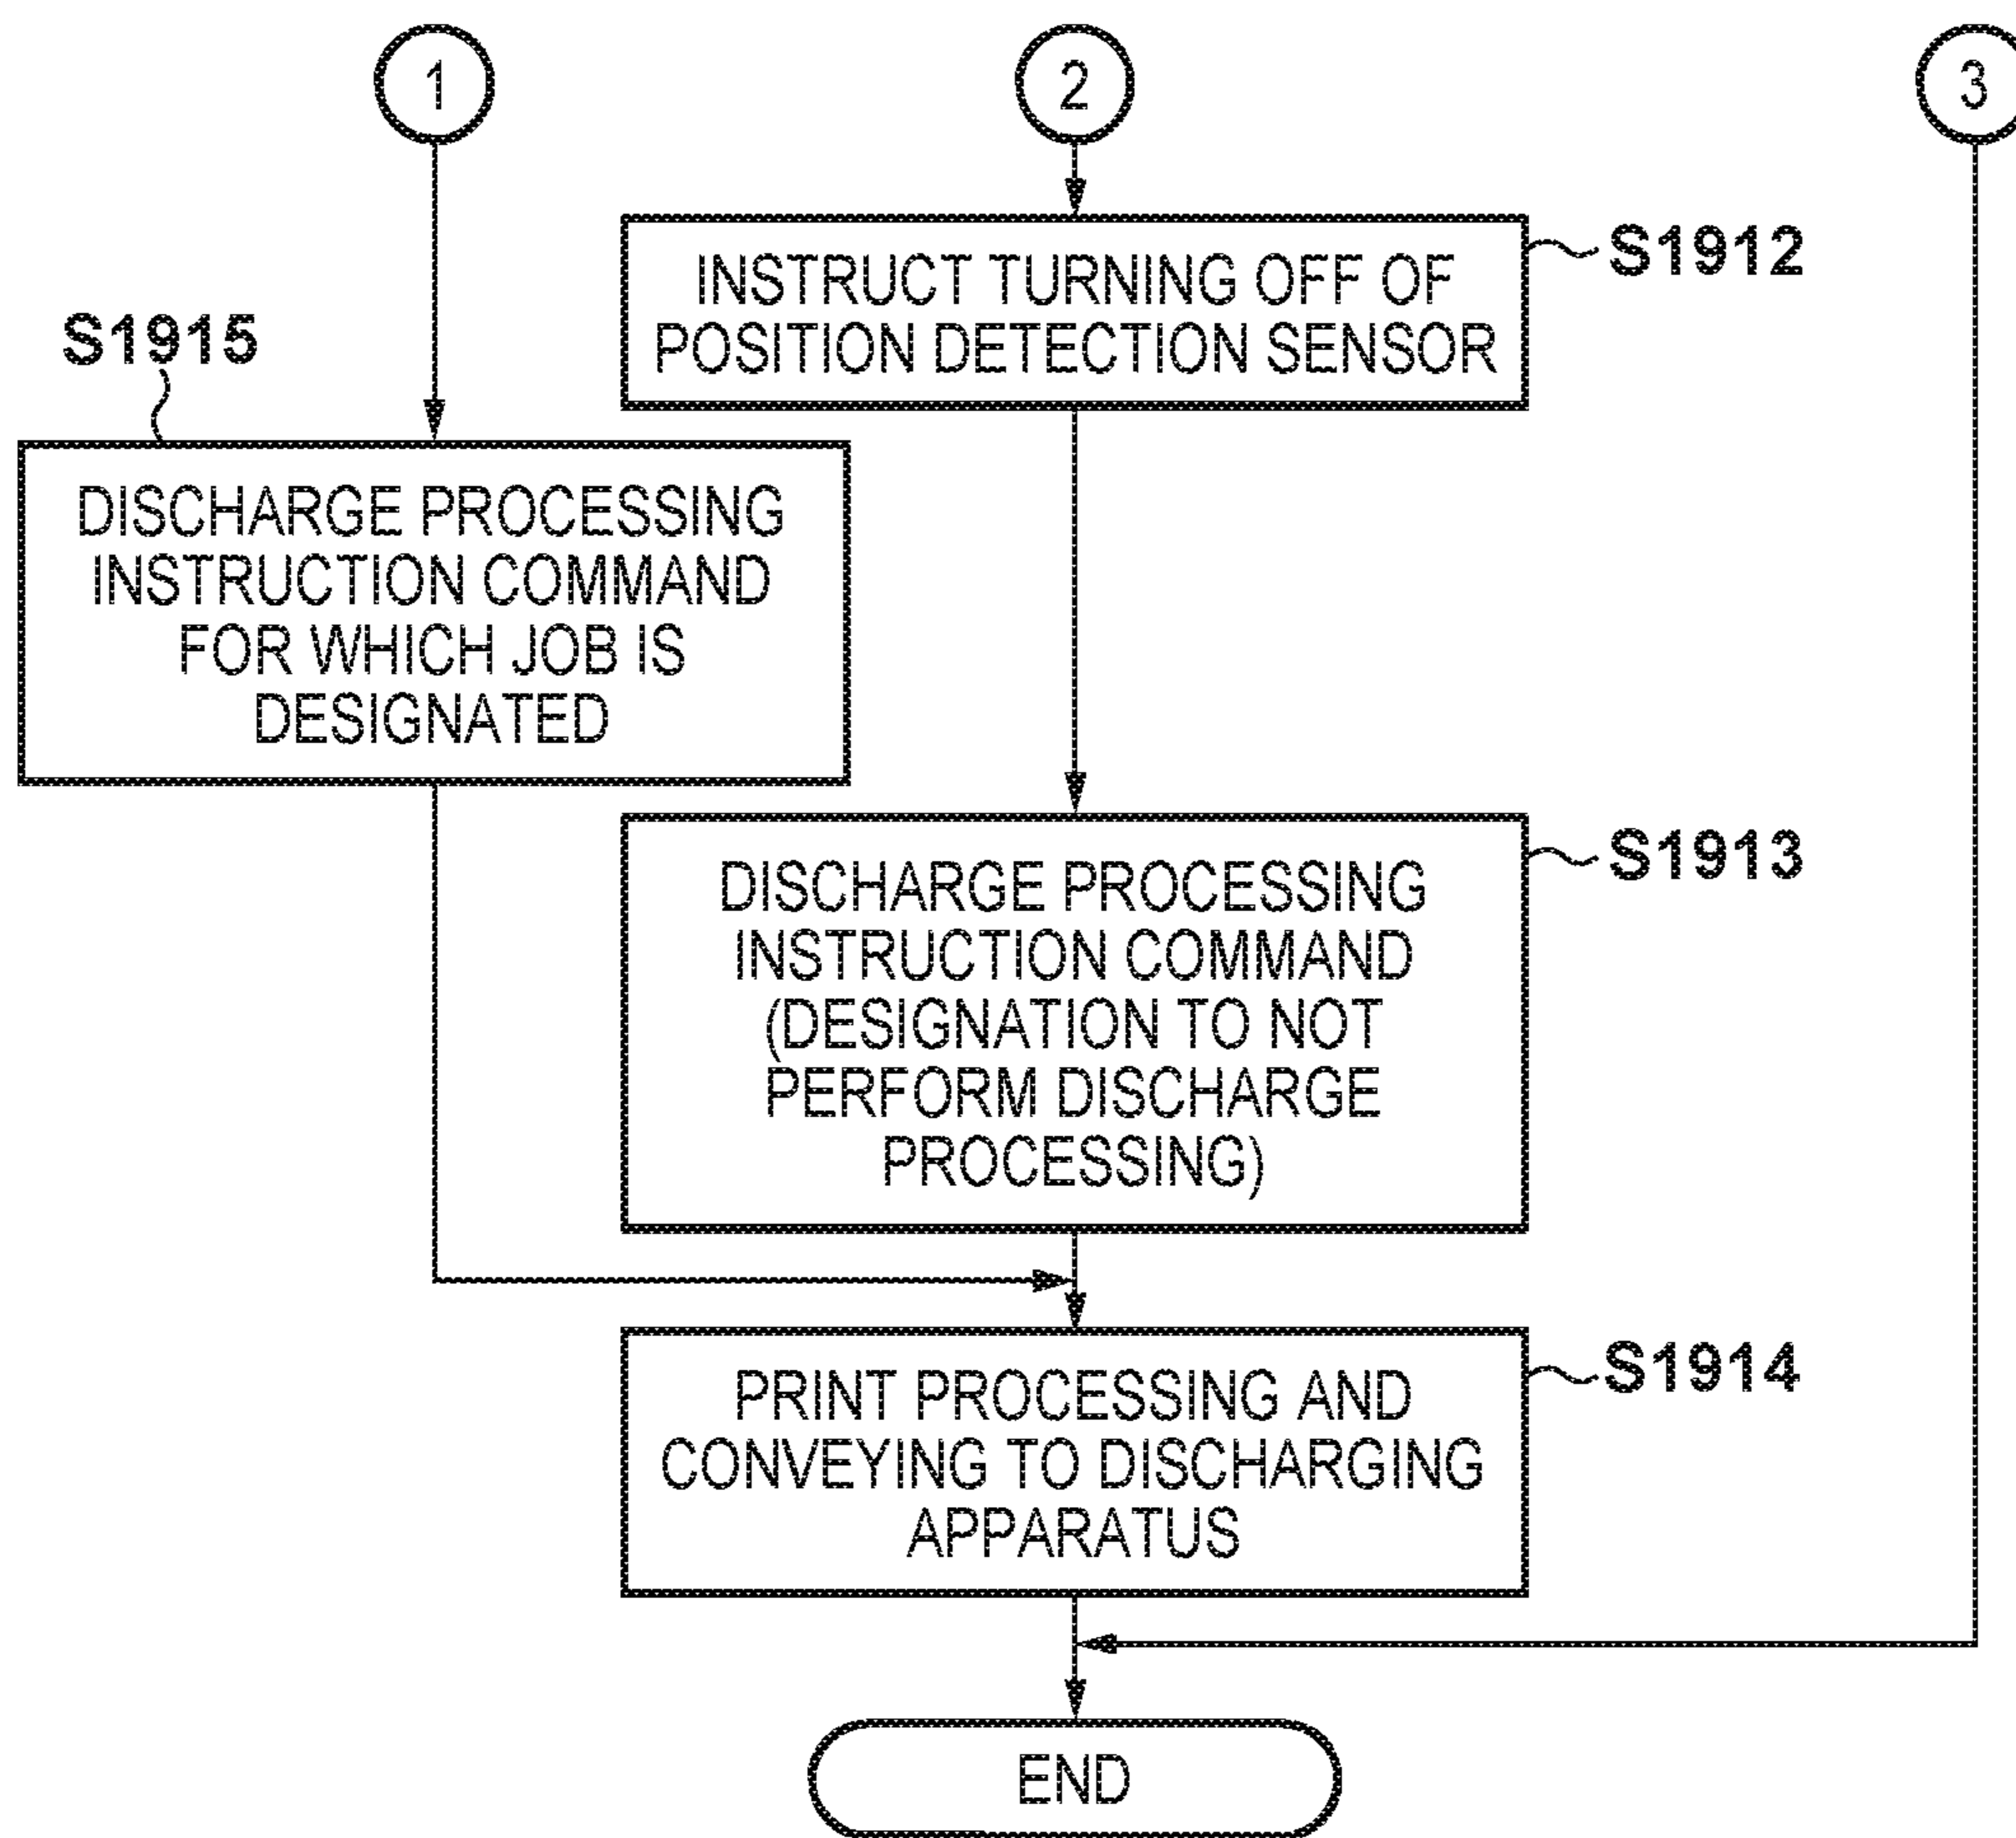 1
2
3
S1912
INSTRUCT TURNING OFF OF
POSITION DETECTION SENSOR
S1915
DISCHARGE PROCESSING
INSTRUCTION COMMAND
FOR WHICH JOB IS
DESIGNATED
S1913
DISCHARGE PROCESSING
INSTRUCTION COMMAND
(DESIGNATION TO NOT
PERFORM DISCHARGE
PROCESSING)
S1914
PRINT PROCESSING AND
CONVEYING TO DISCHARGING
APPARATUS
END